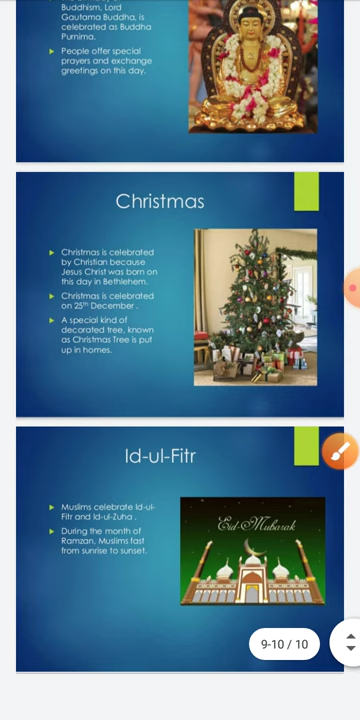 Buddhism, Lord
Gautama Buddha, is
celebrated as Buddha
Purnima.
People offer special
prayers and exchange
greetings on this day.
Christmas
Christmas is celebrated
by Christian because
Jesus Christ was born on
this day in Bethlehem.
Christmas is celebrated
on 25th December .
A special kind of
decorated tree, known
as Christmas Tree is put
up in homes.
Id-ul-Fitr
Muslims celebrate Id-ul-
Fitr and Id-ul-Zuha .
During the month of
Ramzan, Muslims fast
from sunrise to sunset.
Eid-Mubarak
9-10 / 10